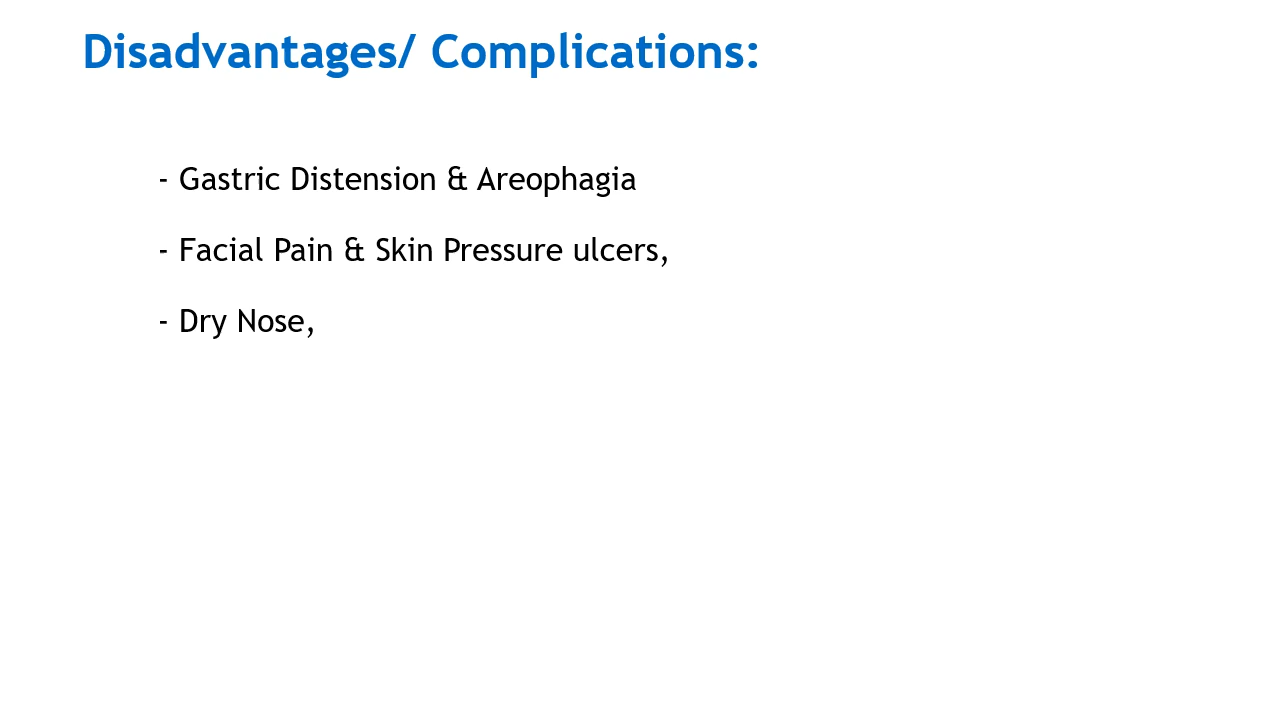 Disadvantages/ Complications:
- Gastric Distension & Areophagia
- Facial Pain & Skin Pressure ulcers,
- Dry Nose,